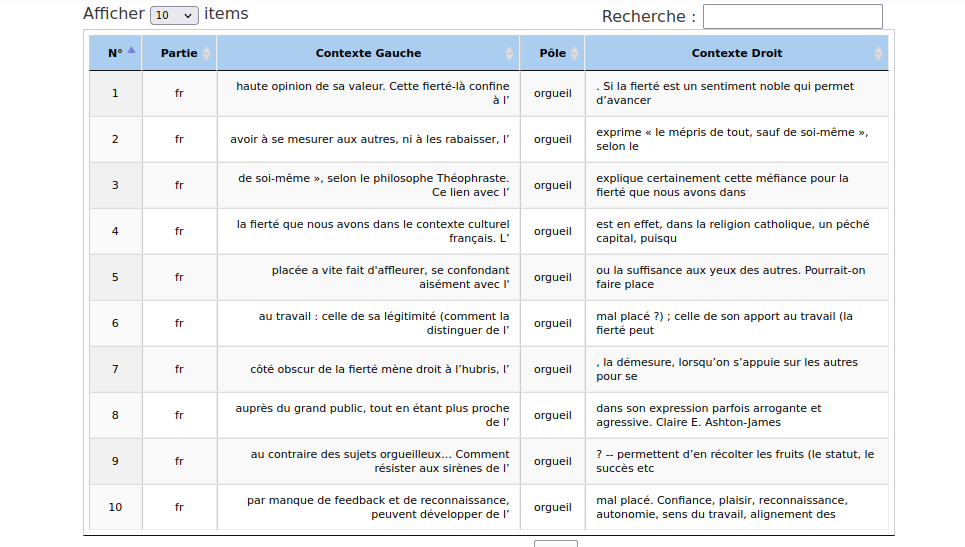 Afficher 10 items
Recherche :
N° Partie Contexte Gauche Pôle Contexte Droit
1 fr haute opinion de sa valeur. Cette fierté-là confine orgueil . Si la fierté est un sentiment noble qui permet
à l’ d’avancer
2 fr avoir à se mesurer aux autres, ni à les rabaisser, l’ orgueil exprime « le mépris de tout, sauf de soi-même »,
selon le
3 fr de soi-même », selon le philosophe Théophraste. orgueil explique certainement cette méfiance pour la
Ce lien avec l’ fierté que nous avons dans
4 fr la fierté que nous avons dans le contexte culturel orgueil est en effet, dans la religion catholique, un péché
français. L’ capital, puisqu
5 fr placée a vite fait d'affleurer, se confondant orgueil ou la suffisance aux yeux des autres. Pourrait-on
aisément avec l' faire place
6 fr au travail : celle de sa légitimité (comment la orgueil mal placé ?) ; celle de son apport au travail (la
distinguer de l’ fierté peut
7 fr côté obscur de la fierté mène droit à l’hubris, l’ orgueil , la démesure, lorsqu’on s’appuie sur les autres
pour se
8 fr auprès du grand public, tout en étant plus proche orgueil dans son expression parfois arrogante et
de l’ agressive. Claire E. Ashton-James
9 fr au contraire des sujets orgueilleux... Comment orgueil ? -- permettent d’en récolter les fruits (le statut, le
résister aux sirènes de l’ succès etc
10 fr par manque de feedback et de reconnaissance, orgueil mal placé. Confiance, plaisir, reconnaissance,
peuvent développer de l’ autonomie, sens du travail, alignement des